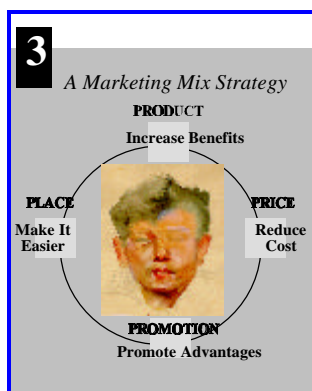 3
A Marketing Mix Strategy
PRODUCT
Increase Benefits
PLACE
Make It
Easier
PRICE
Reduce
Cost
PROMOTION
Promote Advantages